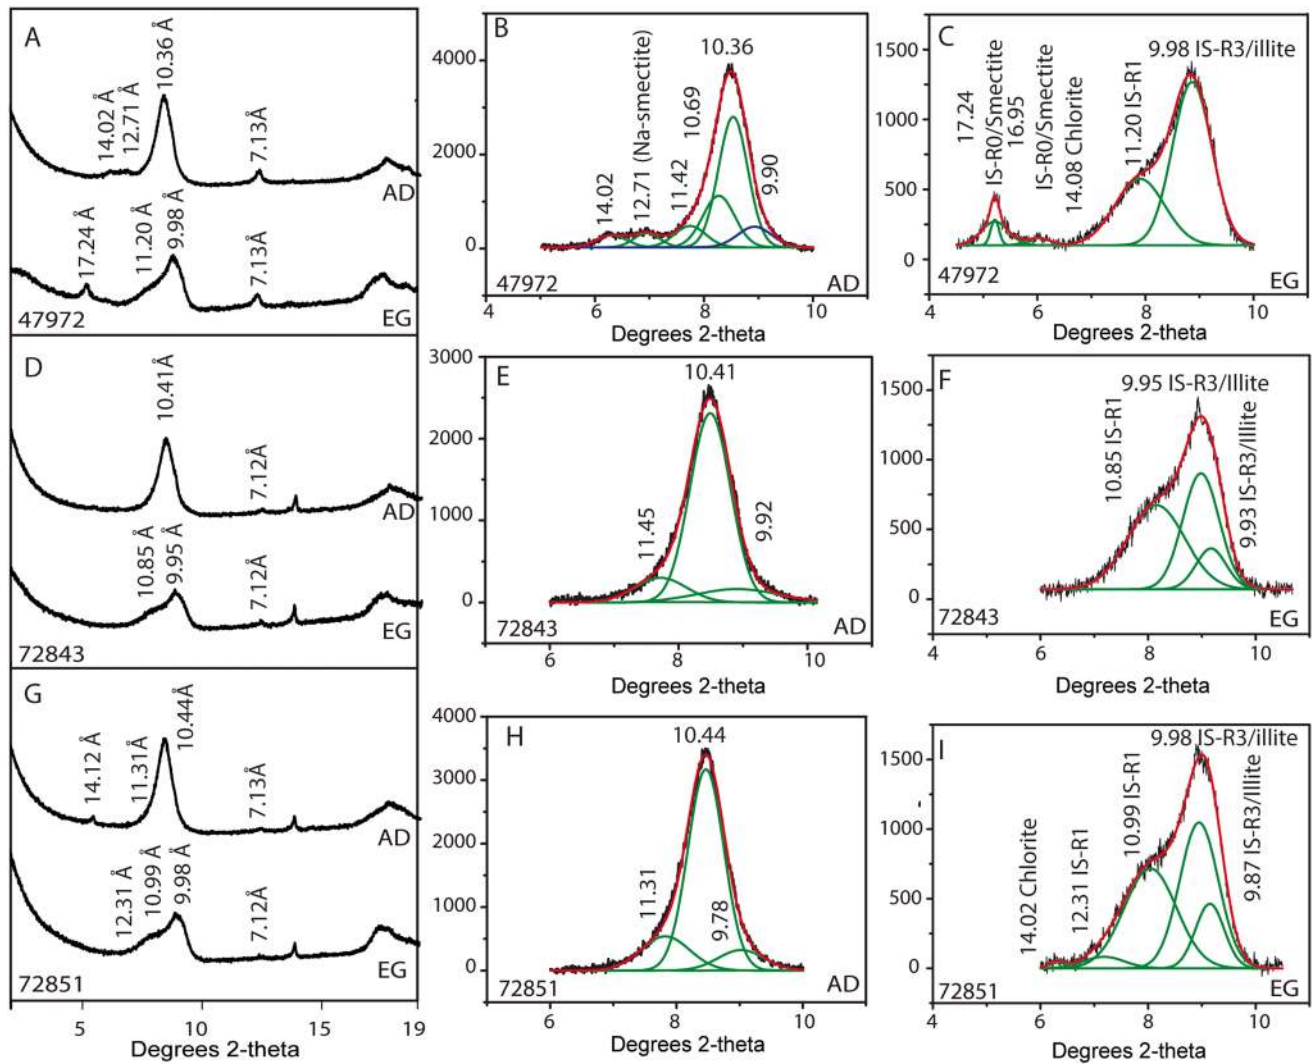 A
14.02 Å
12.71 Å
10.36 Å
7.13Å
AD
17.24 Å
11.20 Å
9.98 Å
7.13Å
47972
EG
B
4000
2000
0
-2000
14.02
12.71 (Na-smectite)
11.42
10.69
10.36
9.90
47972
AD
4 6 8 10
Degrees 2-theta
C
1500
1000
500
0
17.24
IS-R0/Smectite
16.95
IS-R0/Smectite
14.08 Chlorite
11.20 IS-R1
9.98 IS-R3/illite
47972
EG
4 6 8 10
Degrees 2-theta
D
10.41Å
7.12Å
AD
10.85 Å
9.95 Å
7.12Å
72843
EG
E
3000
2000
1000
0
11.45
10.41
9.92
72843
AD
6 8 10
Degrees 2-theta
F
1500
1000
500
0
10.85 IS-R1
9.95 IS-R3/Illite
9.93 IS-R3/Illite
72843
EG
4 6 8 10
Degrees 2-theta
G
14.12 Å
11.31Å
10.44Å
7.13Å
AD
12.31 Å
10.99 Å
9.98 Å
7.12Å
72851
EG
5 10 15 19
Degrees 2-theta
H
4000
3000
2000
1000
0
11.31
10.44
9.78
72851
AD
6 8 10
Degrees 2-theta
I
1500
1000
500
0
14.02 Chlorite
12.31 IS-R1
10.99 IS-R1
9.98 IS-R3/illite
9.87 IS-R3/Illite
72851
EG
4 6 8 10
Degrees 2-theta